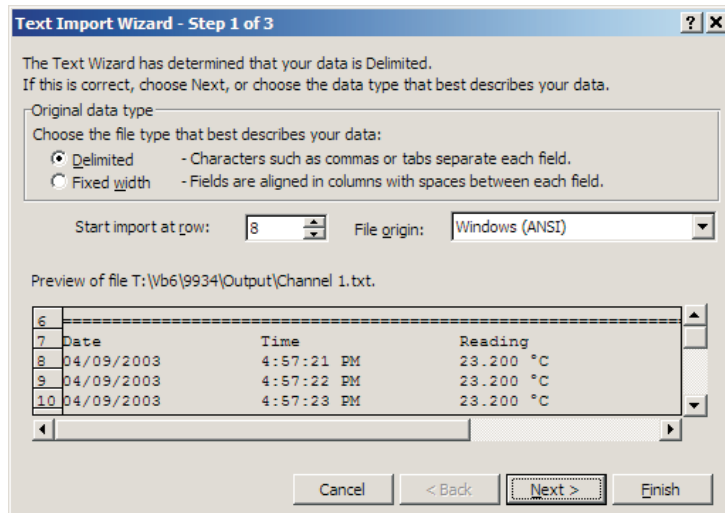 Text Import Wizard - Step 1 of 3
The Text Wizard has determined that your data is Delimited.
If this is correct, choose Next, or choose the data type that best describes your data.
Original data type
Choose the file type that best describes your data:
Delimited - Characters such as commas or tabs separate each field.
Fixed width - Fields are aligned in columns with spaces between each field.
Start import at row: 8 File origin: Windows (ANSI)
Preview of file T:\Vb6\9934\Output\Channel 1.txt.
6 ==============================================================
7 Date Time Reading
8 04/09/2003 4:57:21 PM 23.200 °C
9 04/09/2003 4:57:22 PM 23.200 °C
10 04/09/2003 4:57:23 PM 23.200 °C
Cancel < Back Next > Finish